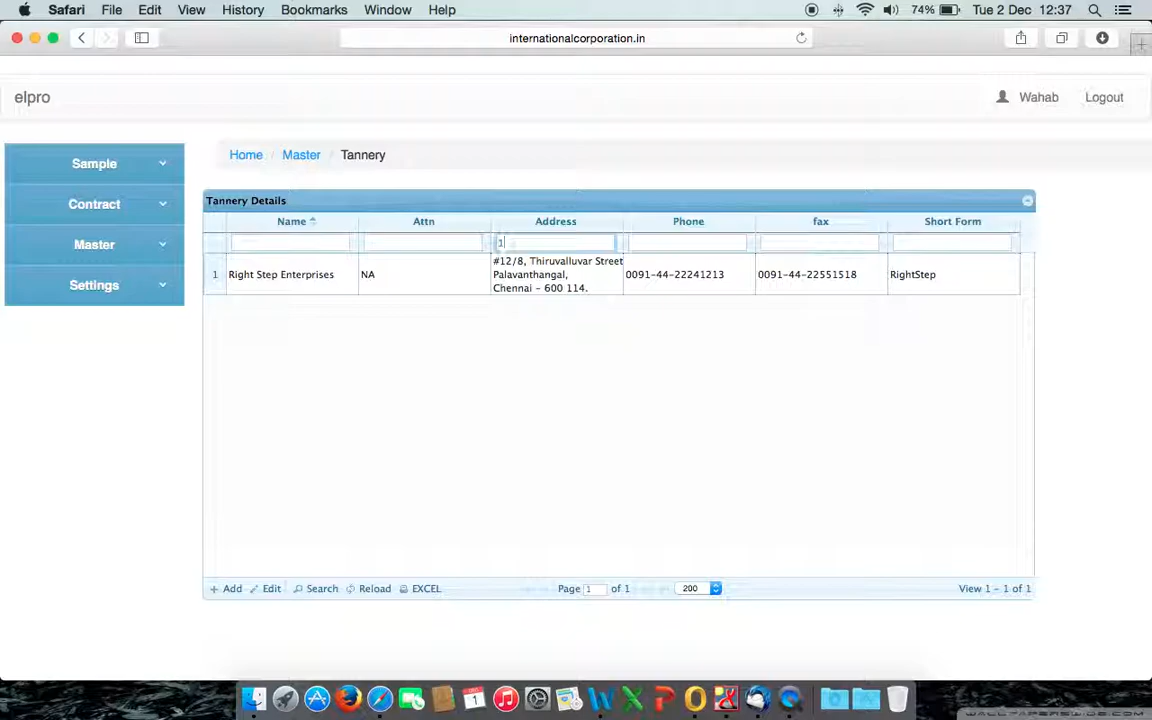 Safari File Edit View History Bookmarks Window Help 74% Tue 2 Dec 12:37
internationalcorporation.in
elpro Wahab Logout
Home / Master / Tannery
Sample
Contract
Master
Settings
Tannery Details
Name Attn Address Phone fax Short Form
1
1 Right Step Enterprises NA #12/8, Thiruvalluvar Street 0091-44-22241213 0091-44-22551518 RightStep
Palavanthangal,
Chennai - 600 114.
Add Edit Search Reload EXCEL Page 1 of 1 200 View 1 - 1 of 1
WALLPAPERSWIDE.COM